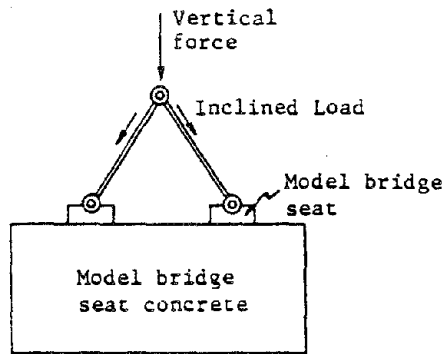 Vertical
force
Inclined Load
Model bridge
seat
Model bridge
seat concrete